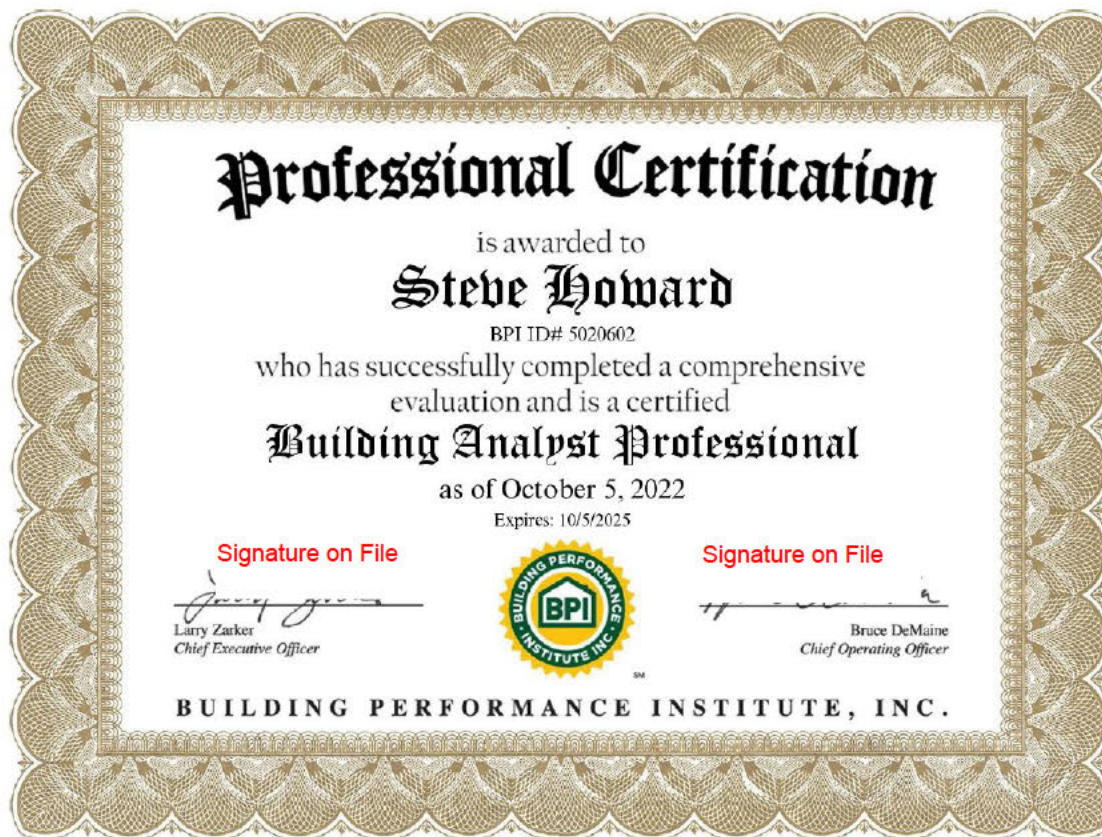 Professional Certification
is awarded to
Steve Howard
BPI ID# 5020602
who has successfully completed a comprehensive
evaluation and is a certified
Building Analyst Professional
as of October 5, 2022
Expires: 10/5/2025
Signature on File
Signature on File
Larry Zarker
Chief Executive Officer
BUILDING PERFORMANCE
BPI
INSTITUTE INC
SM
Bruce DeMaine
Chief Operating Officer
BUILDING PERFORMANCE INSTITUTE, INC.